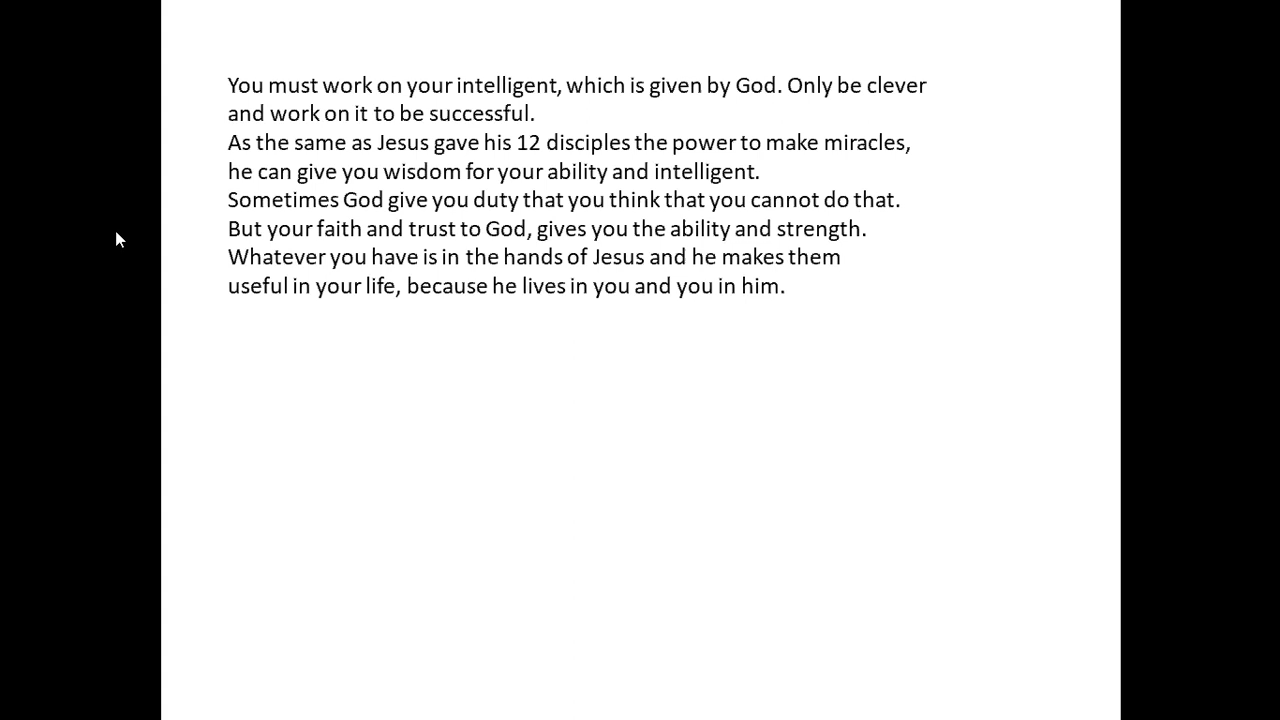 You must work on your intelligent, which is given by God. Only be clever
and work on it to be successful.
As the same as Jesus gave his 12 disciples the power to make miracles,
he can give you wisdom for your ability and intelligent.
Sometimes God give you duty that you think that you cannot do that.
But your faith and trust to God, gives you the ability and strength.
Whatever you have is in the hands of Jesus and he makes them
useful in your life, because he lives in you and you in him.